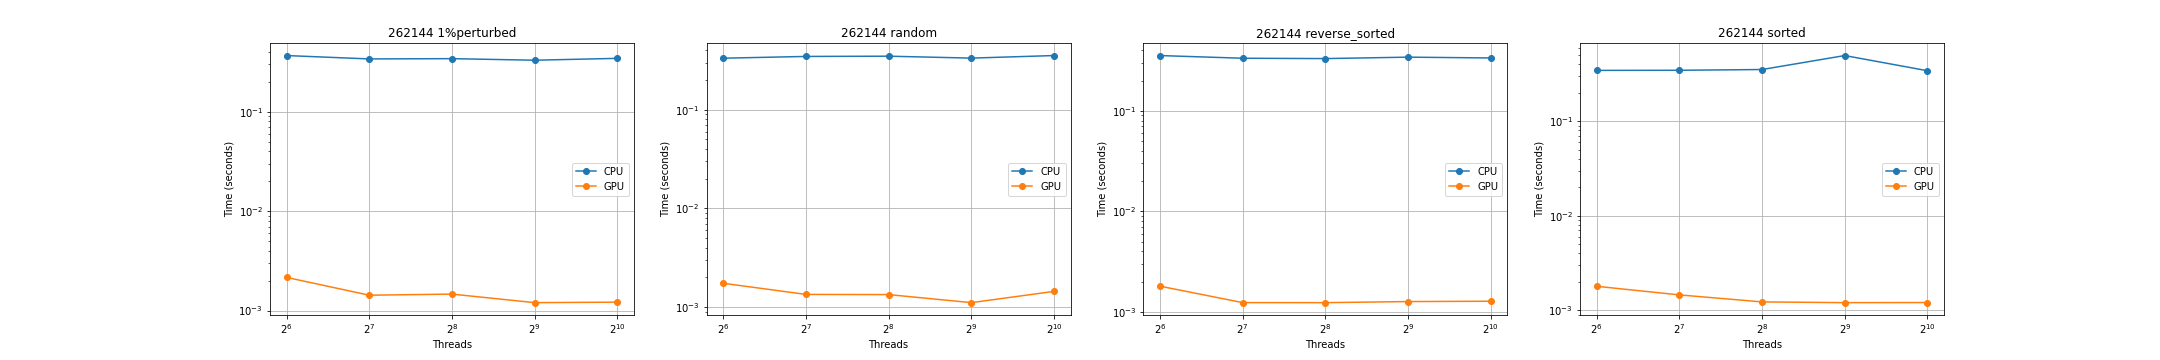 262144 1%perturbed
Time (seconds)
10⁻¹
10⁻²
10⁻³
CPU
GPU
2⁶ 2⁷ 2⁸ 2⁹ 2¹⁰
Threads
262144 random
Time (seconds)
10⁻¹
10⁻²
10⁻³
CPU
GPU
2⁶ 2⁷ 2⁸ 2⁹ 2¹⁰
Threads
262144 reverse_sorted
Time (seconds)
10⁻¹
10⁻²
10⁻³
CPU
GPU
2⁶ 2⁷ 2⁸ 2⁹ 2¹⁰
Threads
262144 sorted
Time (seconds)
10⁻¹
10⁻²
10⁻³
CPU
GPU
2⁶ 2⁷ 2⁸ 2⁹ 2¹⁰
Threads